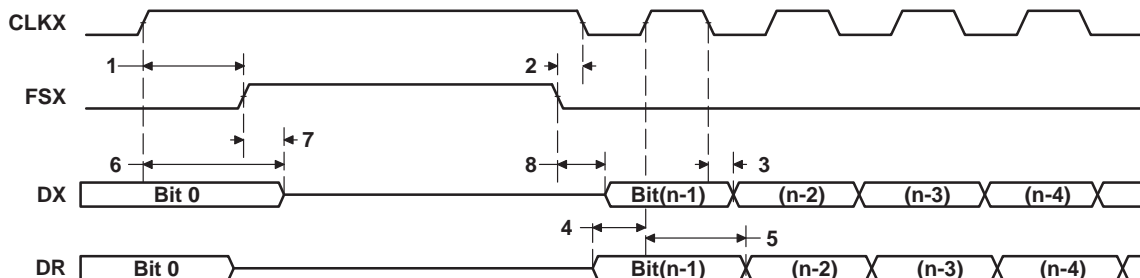 CLKX
1 2
FSX
7
6 8 3
DX Bit 0 Bit(n-1) (n-2) (n-3) (n-4)
4 5
DR Bit 0 Bit(n-1) (n-2) (n-3) (n-4)